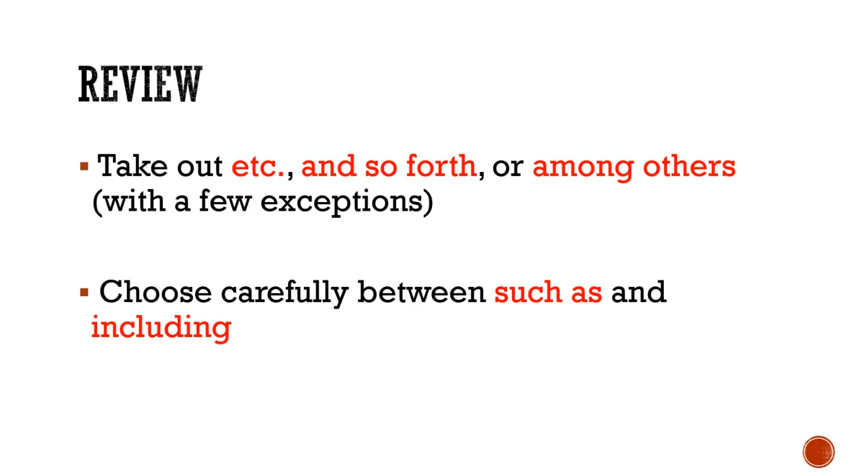 REVIEW
▪ Take out etc., and so forth, or among others
(with a few exceptions)
▪ Choose carefully between such as and
including